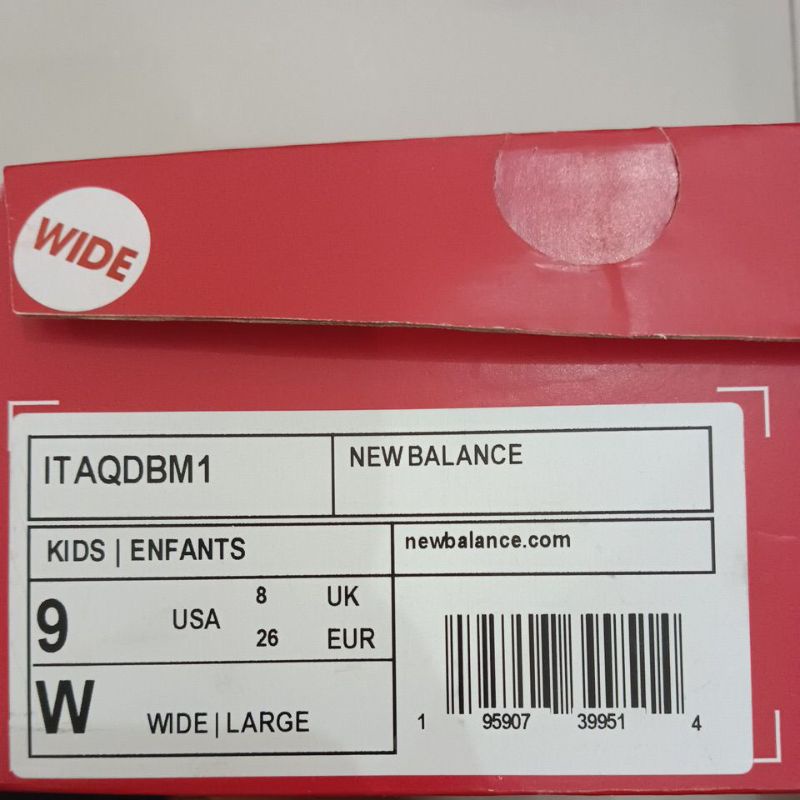 WIDE
ITAQDBM1
NEW BALANCE
KIDS | ENFANTS
newbalance.com
9 USA 8 UK
26 EUR
W WIDE | LARGE
1 95907 39951 4